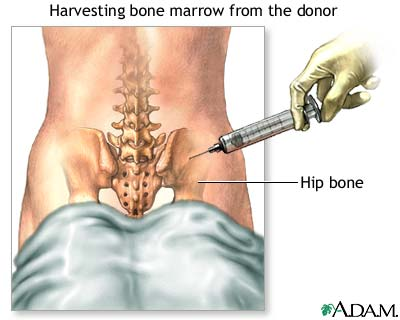 Harvesting bone marrow from the donor
Hip bone
A.D.A.M.